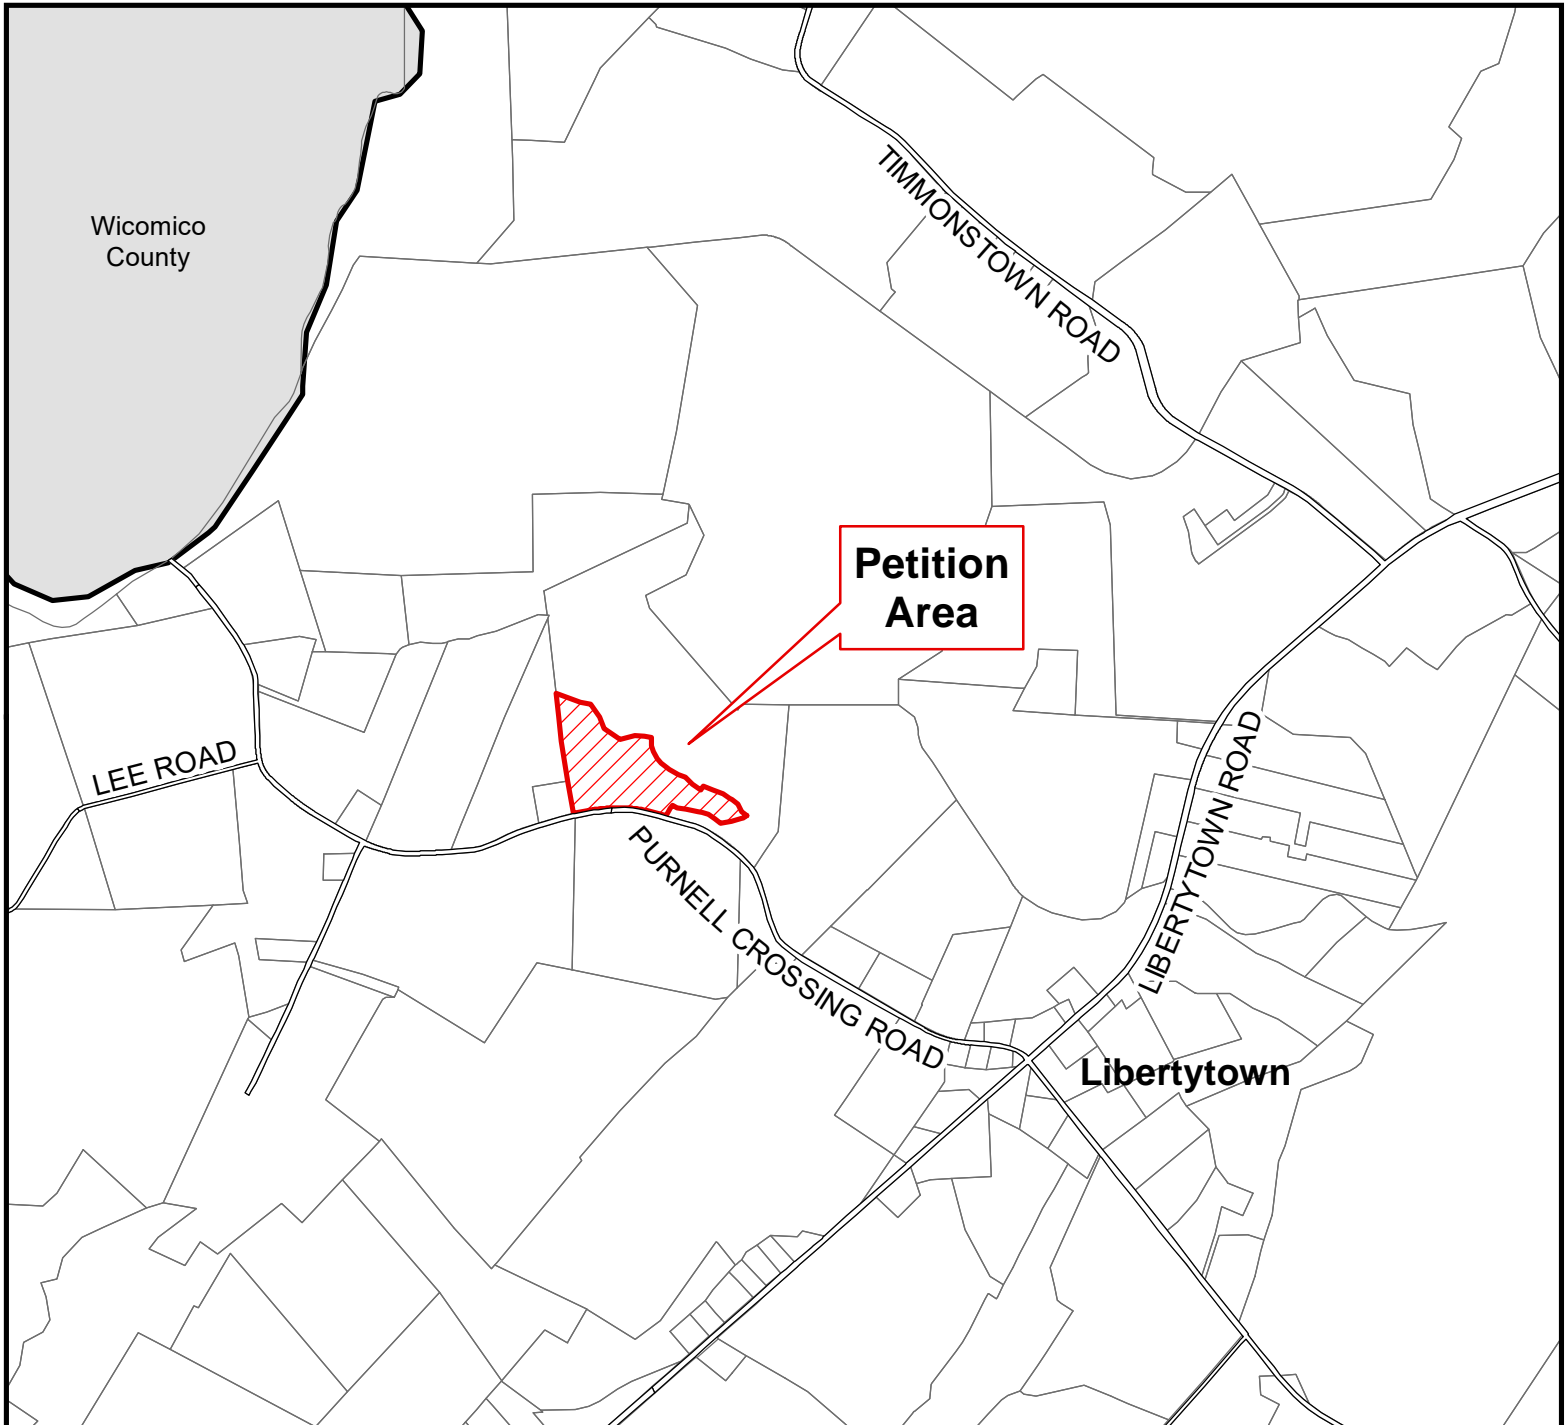 Wicomico
County
TIMMONSTOWN ROAD
Petition
Area
LEE ROAD
LIBERTYTOWN ROAD
PURNELL CROSSING ROAD
Libertytown